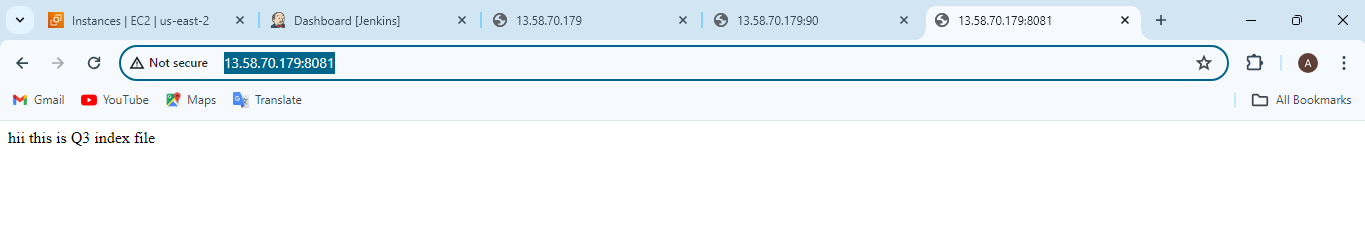 Instances | EC2 | us-east-2
Dashboard [Jenkins]
13.58.70.179
13.58.70.179:90
13.58.70.179:8081
Not secure
13.58.70.179:8081
A
Gmail
YouTube
Maps
Translate
All Bookmarks
hii this is Q3 index file